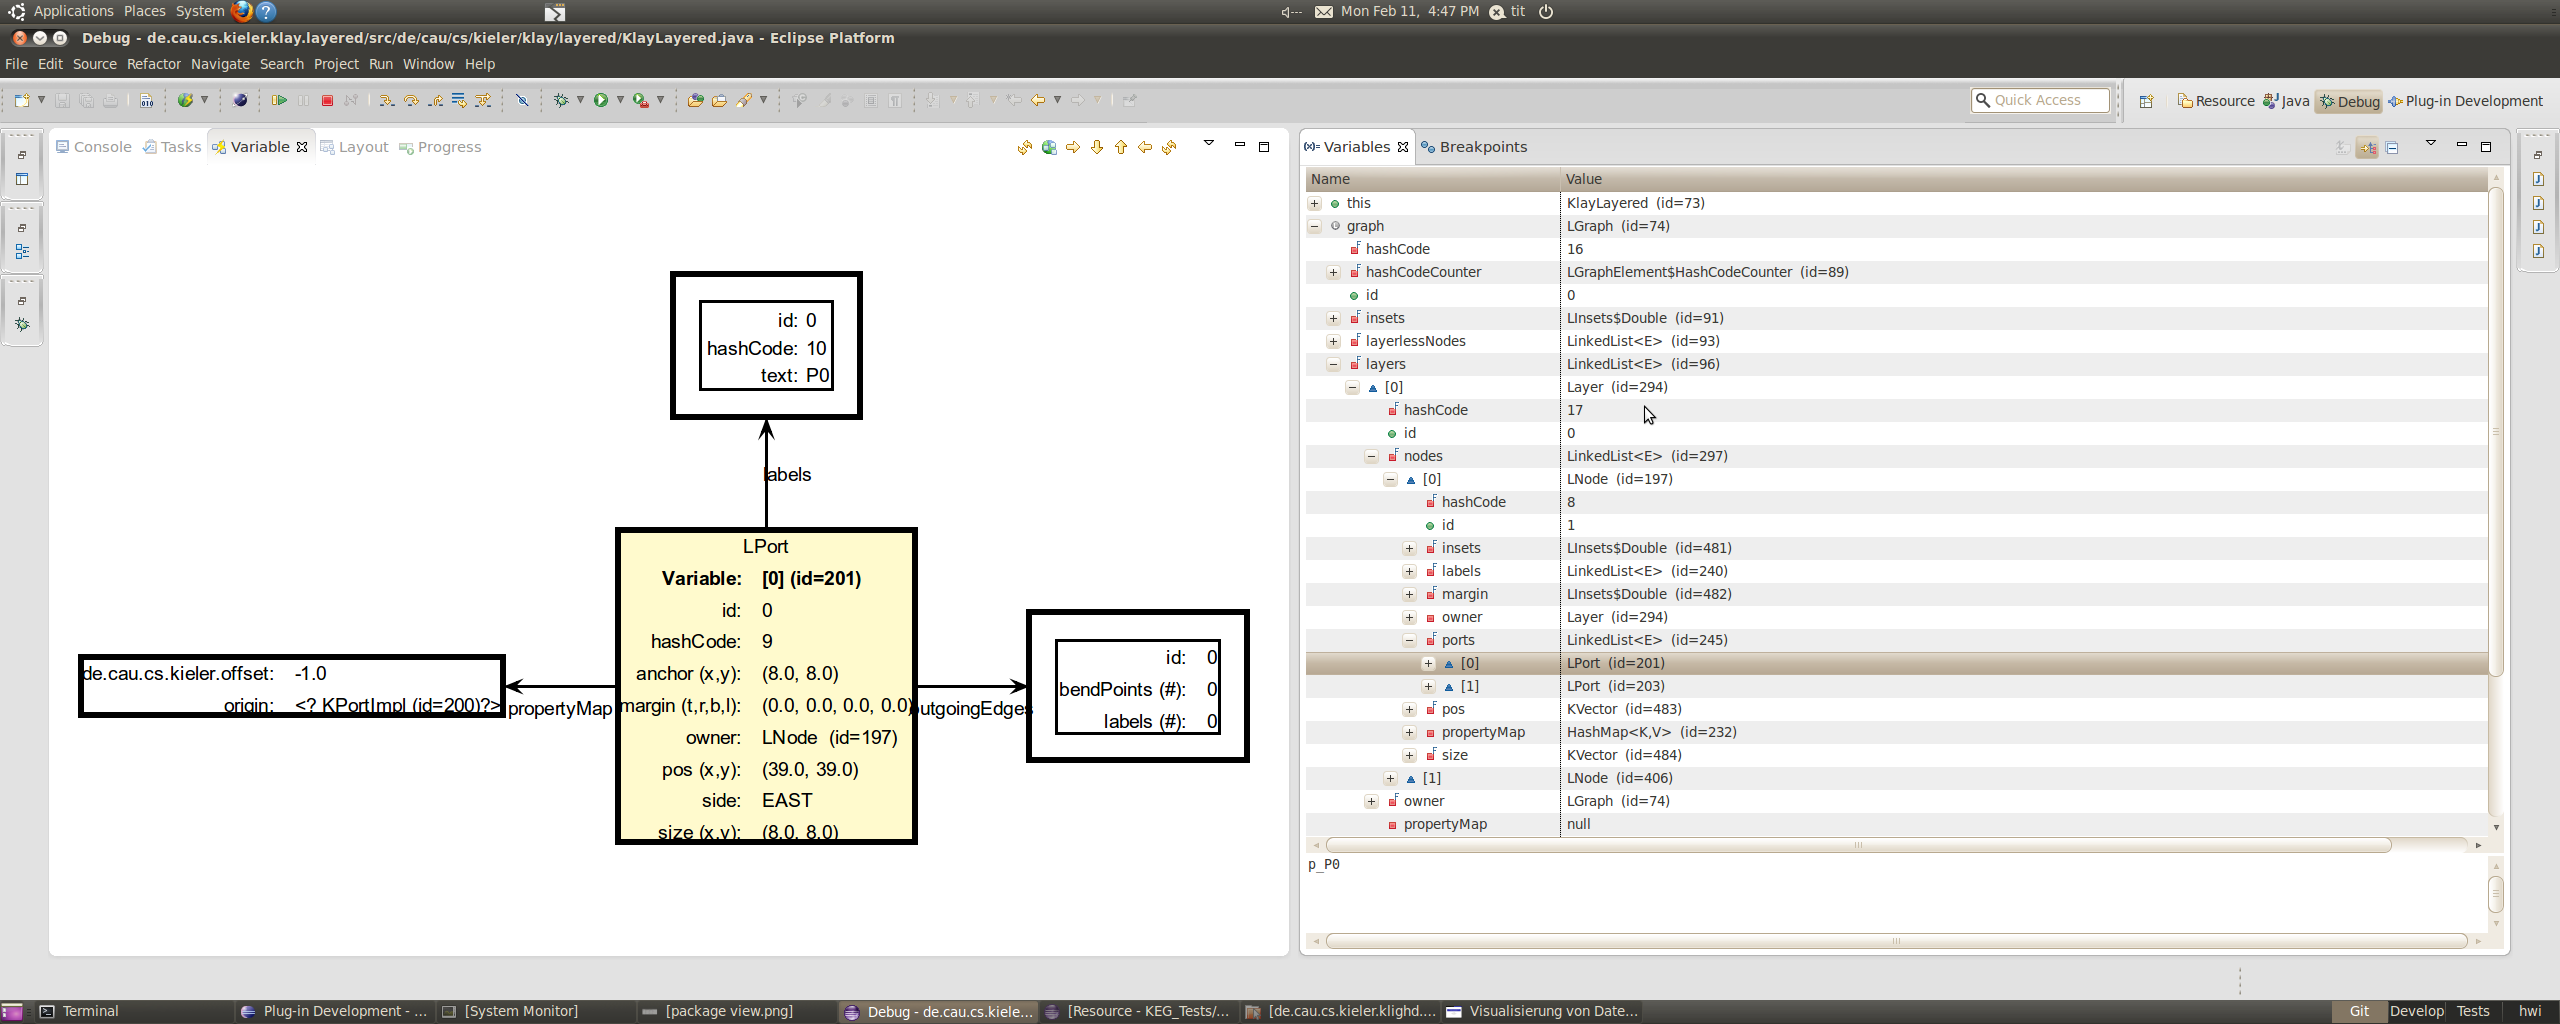 Applications Places System
Mon Feb 11, 4:47 PM tit
Debug - de.cau.cs.kieler.klay.layered/src/de/cau/cs/kieler/klay/layered/KlayLayered.java - Eclipse Platform
File Edit Source Refactor Navigate Search Project Run Window Help
Quick Access
Resource Java Debug Plug-in Development
Console Tasks Variable Layout Progress
id: 0
hashCode: 10
text: P0
labels
LPort
Variable: [0] (id=201)
id: 0
hashCode: 9
anchor (x,y): (8.0, 8.0)
margin (t,r,b,l): (0.0, 0.0, 0.0, 0.0)
owner: LNode (id=197)
pos (x,y): (39.0, 39.0)
side: EAST
size (x,y): (8.0, 8.0)
de.cau.cs.kieler.offset: -1.0
origin: <? KPortImpl (id=200)?>
propertyMap
outgoingEdges
id: 0
bendPoints (#): 0
labels (#): 0
(x)= Variables Breakpoints
Name Value
this KlayLayered (id=73)
graph LGraph (id=74)
hashCode 16
hashCodeCounter LGraphElement$HashCodeCounter (id=89)
id 0
insets LInsets$Double (id=91)
layerlessNodes LinkedList<E> (id=93)
layers LinkedList<E> (id=96)
[0] Layer (id=294)
hashCode 17
id 0
nodes LinkedList<E> (id=297)
[0] LNode (id=197)
hashCode 8
id 1
insets LInsets$Double (id=481)
labels LinkedList<E> (id=240)
margin LInsets$Double (id=482)
owner Layer (id=294)
ports LinkedList<E> (id=245)
[0] LPort (id=201)
[1] LPort (id=203)
pos KVector (id=483)
propertyMap HashMap<K,V> (id=232)
size KVector (id=484)
[1] LNode (id=406)
owner LGraph (id=74)
propertyMap null
p_P0
Terminal
Plug-in Development - ...
[System Monitor]
[package view.png]
Debug - de.cau.cs.kiele...
[Resource - KEG_Tests/...
[de.cau.cs.kieler.klighd....
Visualisierung von Date...
Git Develop Tests hwi